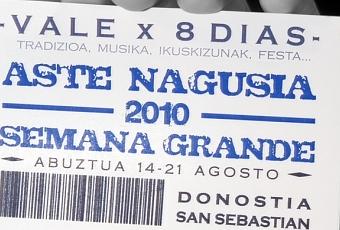 -VALE x 8 DIAS-
TRADIZIOA, MUSIKA, IKUSKIZUNAK, FESTA...
ASTE NAGUSIA
2010
SEMANA GRANDE
ABUZTUA 14-21 AGOSTO
DONOSTIA
SAN SEBASTIAN